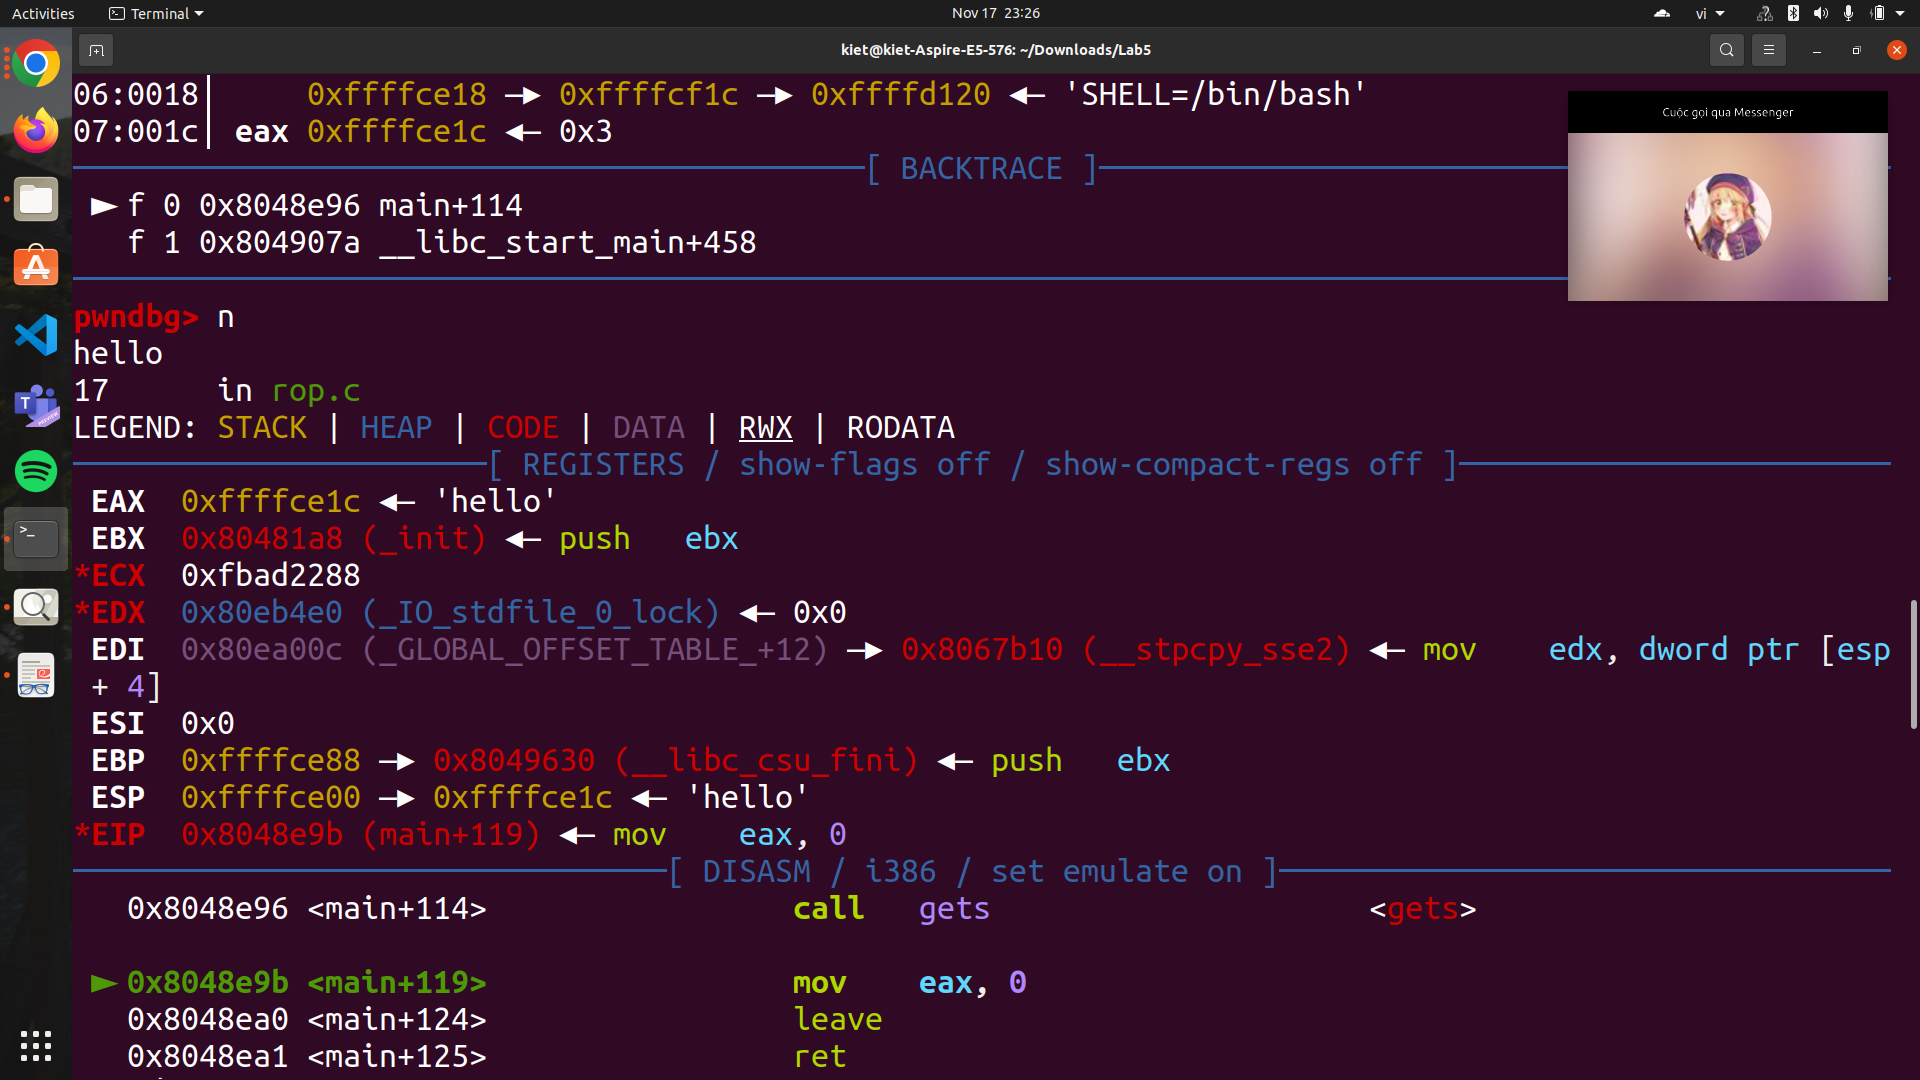 Activities Terminal Nov 17 23:26 vi
kiet@kiet-Aspire-E5-576: ~/Downloads/Lab5
06:0018│ 0xffffce18 —▸ 0xffffcf1c —▸ 0xffffd120 ◂— 'SHELL=/bin/bash'
07:001c│ eax 0xffffce1c ◂— 0x3
Cuộc gọi qua Messenger
[ BACKTRACE ]
► f 0 0x8048e96 main+114
f 1 0x804907a __libc_start_main+458
pwndbg> n
hello
17 in rop.c
LEGEND: STACK | HEAP | CODE | DATA | RWX | RODATA
[ REGISTERS / show-flags off / show-compact-regs off ]
EAX 0xffffce1c ◂— 'hello'
EBX 0x80481a8 (_init) ◂— push ebx
*ECX 0xfbad2288
*EDX 0x80eb4e0 (_IO_stdfile_0_lock) ◂— 0x0
EDI 0x80ea00c (_GLOBAL_OFFSET_TABLE_+12) —▸ 0x8067b10 (__stpcpy_sse2) ◂— mov edx, dword ptr [esp
+ 4]
ESI 0x0
EBP 0xffffce88 —▸ 0x8049630 (__libc_csu_fini) ◂— push ebx
ESP 0xffffce00 —▸ 0xffffce1c ◂— 'hello'
*EIP 0x8048e9b (main+119) ◂— mov eax, 0
[ DISASM / i386 / set emulate on ]
0x8048e96 <main+114> call gets <gets>
► 0x8048e9b <main+119> mov eax, 0
0x8048ea0 <main+124> leave
0x8048ea1 <main+125> ret